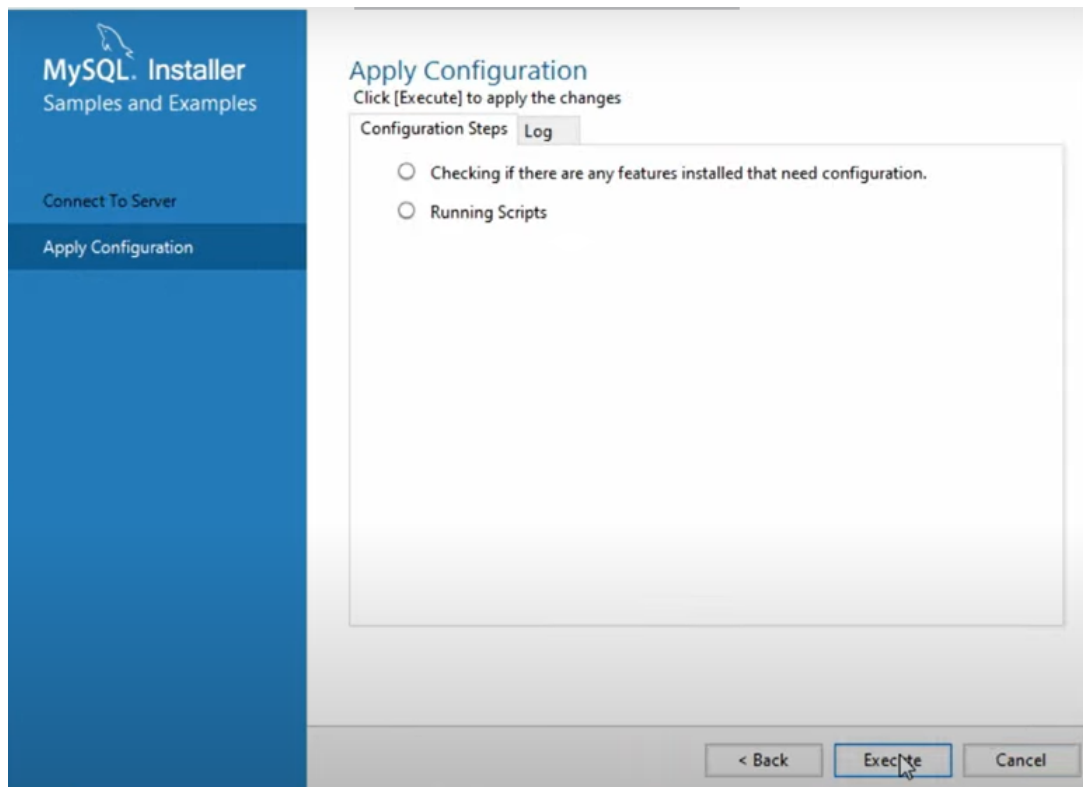 MySQL. Installer
Samples and Examples
Connect To Server
Apply Configuration
Apply Configuration
Click [Execute] to apply the changes
Configuration Steps Log
Checking if there are any features installed that need configuration.
Running Scripts
< Back Execute Cancel